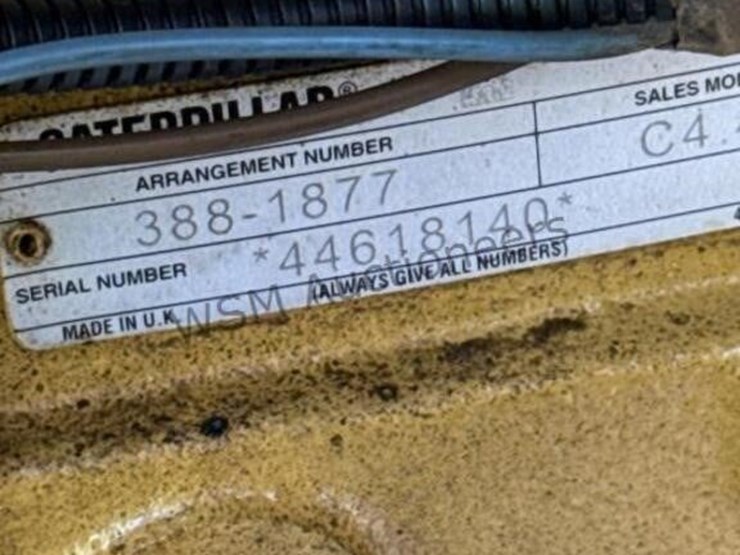 CATERPILLAR®
SALES MO
ARRANGEMENT NUMBER
C4.
388-1877
SERIAL NUMBER *44618140*
(ALWAYS GIVE ALL NUMBERS)
MADE IN U.K.
WSM Auctioneers